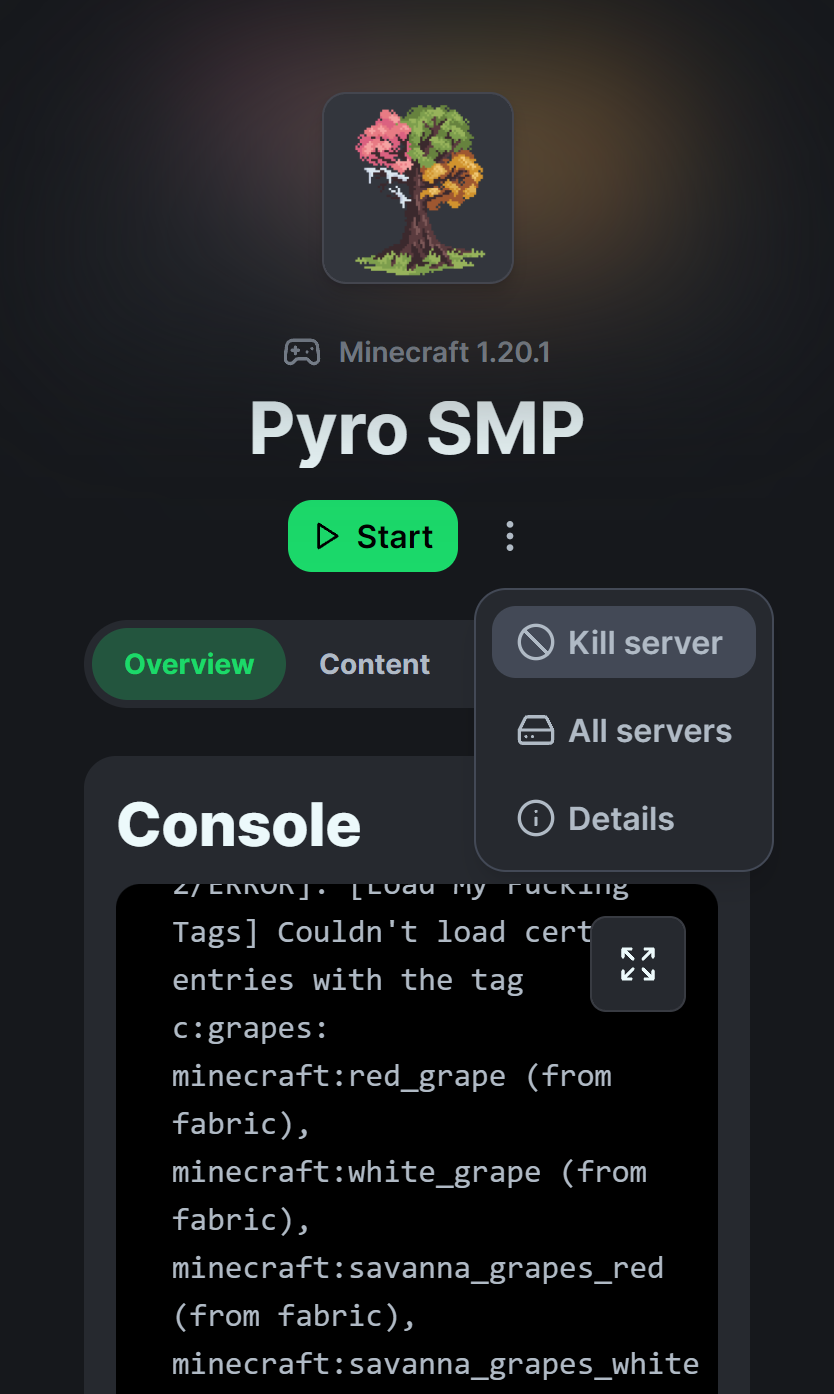 Minecraft 1.20.1
Pyro SMP
Start
Overview
Content
Kill server
All servers
Details
Console
2/ERROR]: [Load My Fucking
Tags] Couldn't load cert
entries with the tag
c:grapes:
minecraft:red_grape (from
fabric),
minecraft:white_grape (from
fabric),
minecraft:savanna_grapes_red
(from fabric),
minecraft:savanna_grapes_white